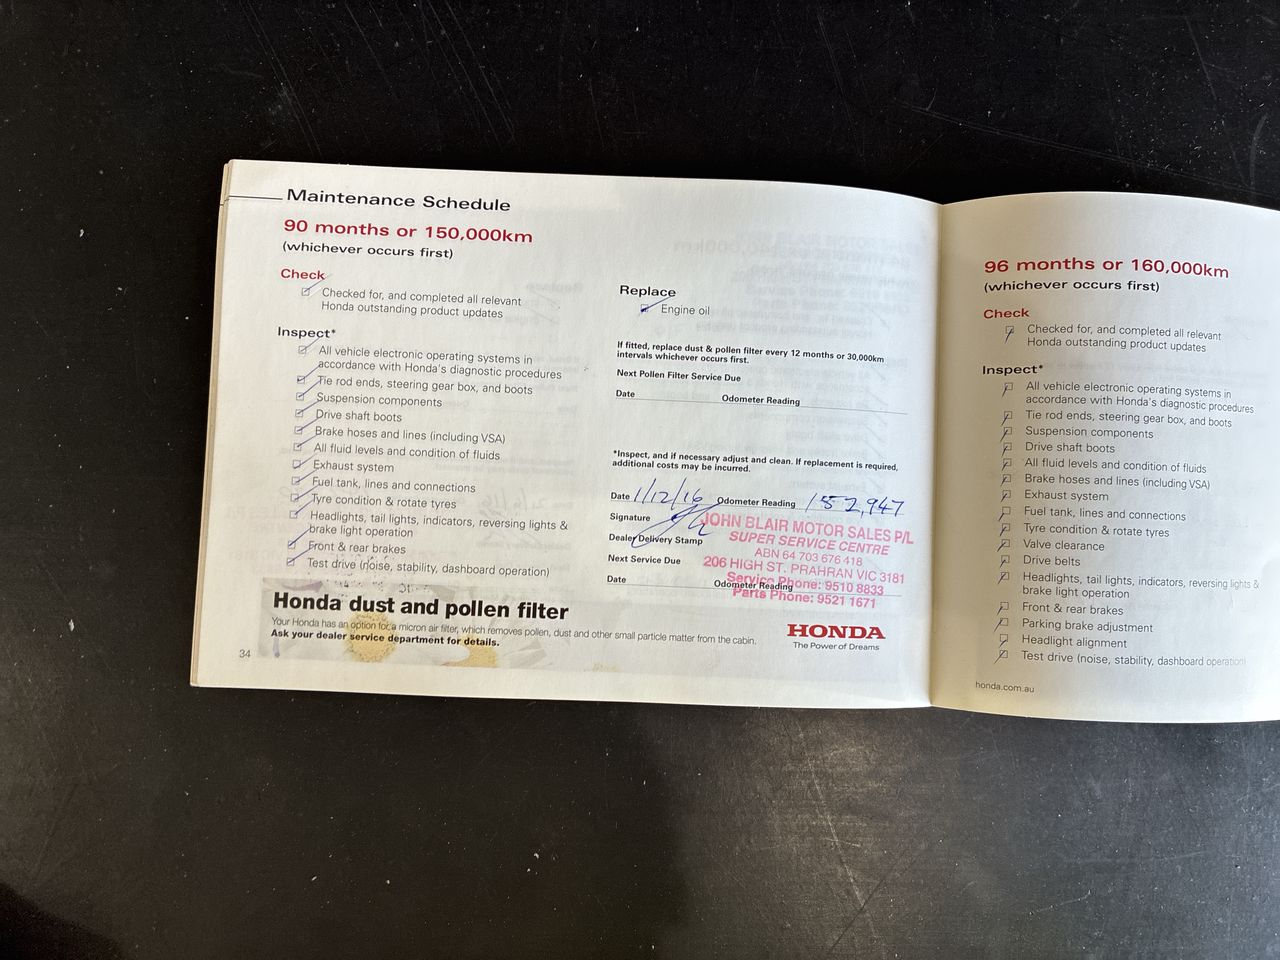 Maintenance Schedule
90 months or 150,000km
(whichever occurs first)
Check
Checked for, and completed all relevant
Honda outstanding product updates
Inspect*
All vehicle electronic operating systems in
accordance with Honda's diagnostic procedures
Tie rod ends, steering gear box, and boots
Suspension components
Drive shaft boots
Brake hoses and lines (including VSA)
All fluid levels and condition of fluids
Exhaust system
Fuel tank, lines and connections
Tyre condition & rotate tyres
Headlights, tail lights, indicators, reversing lights &
brake light operation
Front & rear brakes
Test drive (noise, stability, dashboard operation)
Replace
Engine oil
If fitted, replace dust & pollen filter every 12 months or 30,000km
intervals whichever occurs first.
Next Pollen Filter Service Due
Date Odometer Reading
*Inspect, and if necessary adjust and clean. If replacement is required,
additional costs may be incurred.
Date 1/12/16 Odometer Reading 152,947
Signature
Dealer Delivery Stamp
Next Service Due
Date Odometer Reading
JOHN BLAIR MOTOR SALES P/L
SUPER SERVICE CENTRE
ABN 64 703 676 418
206 HIGH ST. PRAHRAN VIC 3181
Service Phone: 9510 8833
Parts Phone: 9521 1671
Honda dust and pollen filter
Your Honda has an option for a micron air filter, which removes pollen, dust and other small particle matter from the cabin.
Ask your dealer service department for details.
HONDA
The Power of Dreams
34
96 months or 160,000km
(whichever occurs first)
Check
Checked for, and completed all relevant
Honda outstanding product updates
Inspect*
All vehicle electronic operating systems in
accordance with Honda's diagnostic procedures
Tie rod ends, steering gear box, and boots
Suspension components
Drive shaft boots
All fluid levels and condition of fluids
Brake hoses and lines (including VSA)
Exhaust system
Fuel tank, lines and connections
Tyre condition & rotate tyres
Valve clearance
Drive belts
Headlights, tail lights, indicators, reversing lights &
brake light operation
Front & rear brakes
Parking brake adjustment
Headlight alignment
Test drive (noise, stability, dashboard operation)
honda.com.au